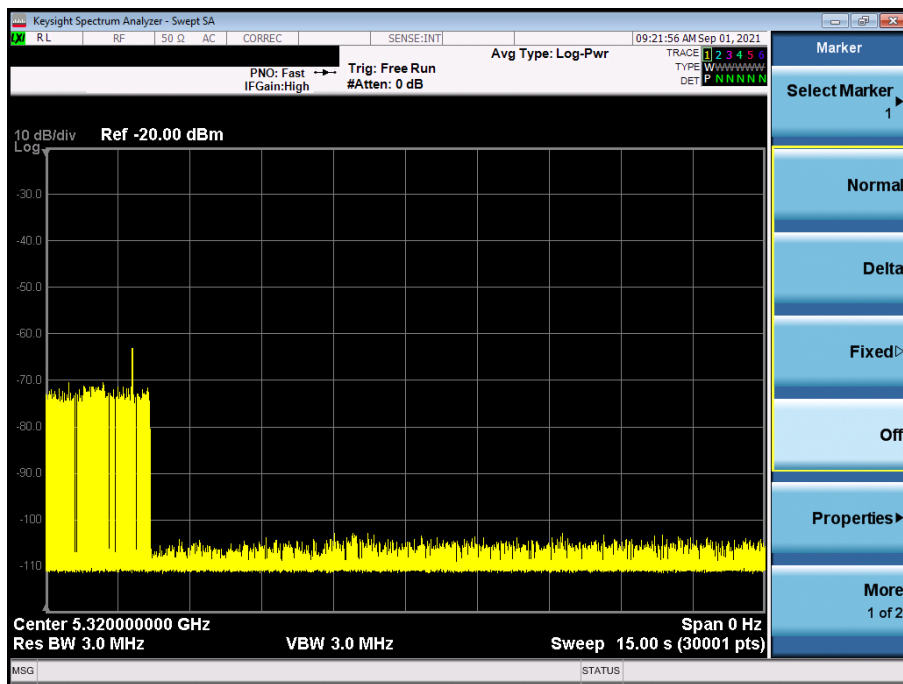 Keysight Spectrum Analyzer - Swept SA
LXI RL RF 50 Ω AC CORREC SENSE:INT 09:21:56 AM Sep 01, 2021
Marker
PNO: Fast
IFGain:High
Trig: Free Run
#Atten: 0 dB
Avg Type: Log-Pwr
TRACE 1 2 3 4 5 6
TYPE WWWWWW
DET P N N N N N
Select Marker
1
10 dB/div Ref -20.00 dBm
Log
-30.0
-40.0
-50.0
-60.0
-70.0
-80.0
-90.0
-100
-110
Normal
Delta
Fixed
Off
Properties
More
1 of 2
Center 5.320000000 GHz Span 0 Hz
Res BW 3.0 MHz VBW 3.0 MHz Sweep 15.00 s (30001 pts)
MSG STATUS